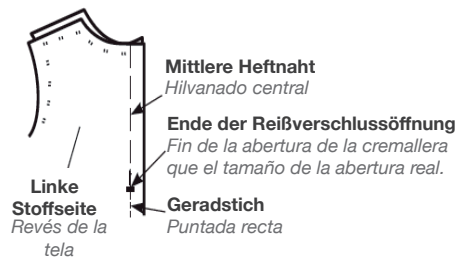 Mittlere Heftnaht
Hilvanado central
Ende der Reißverschlussöffnung
Fin de la abertura de la cremallera
que el tamaño de la abertura real.
Linke
Stoffseite
Revés de la
tela
Geradstich
Puntada recta